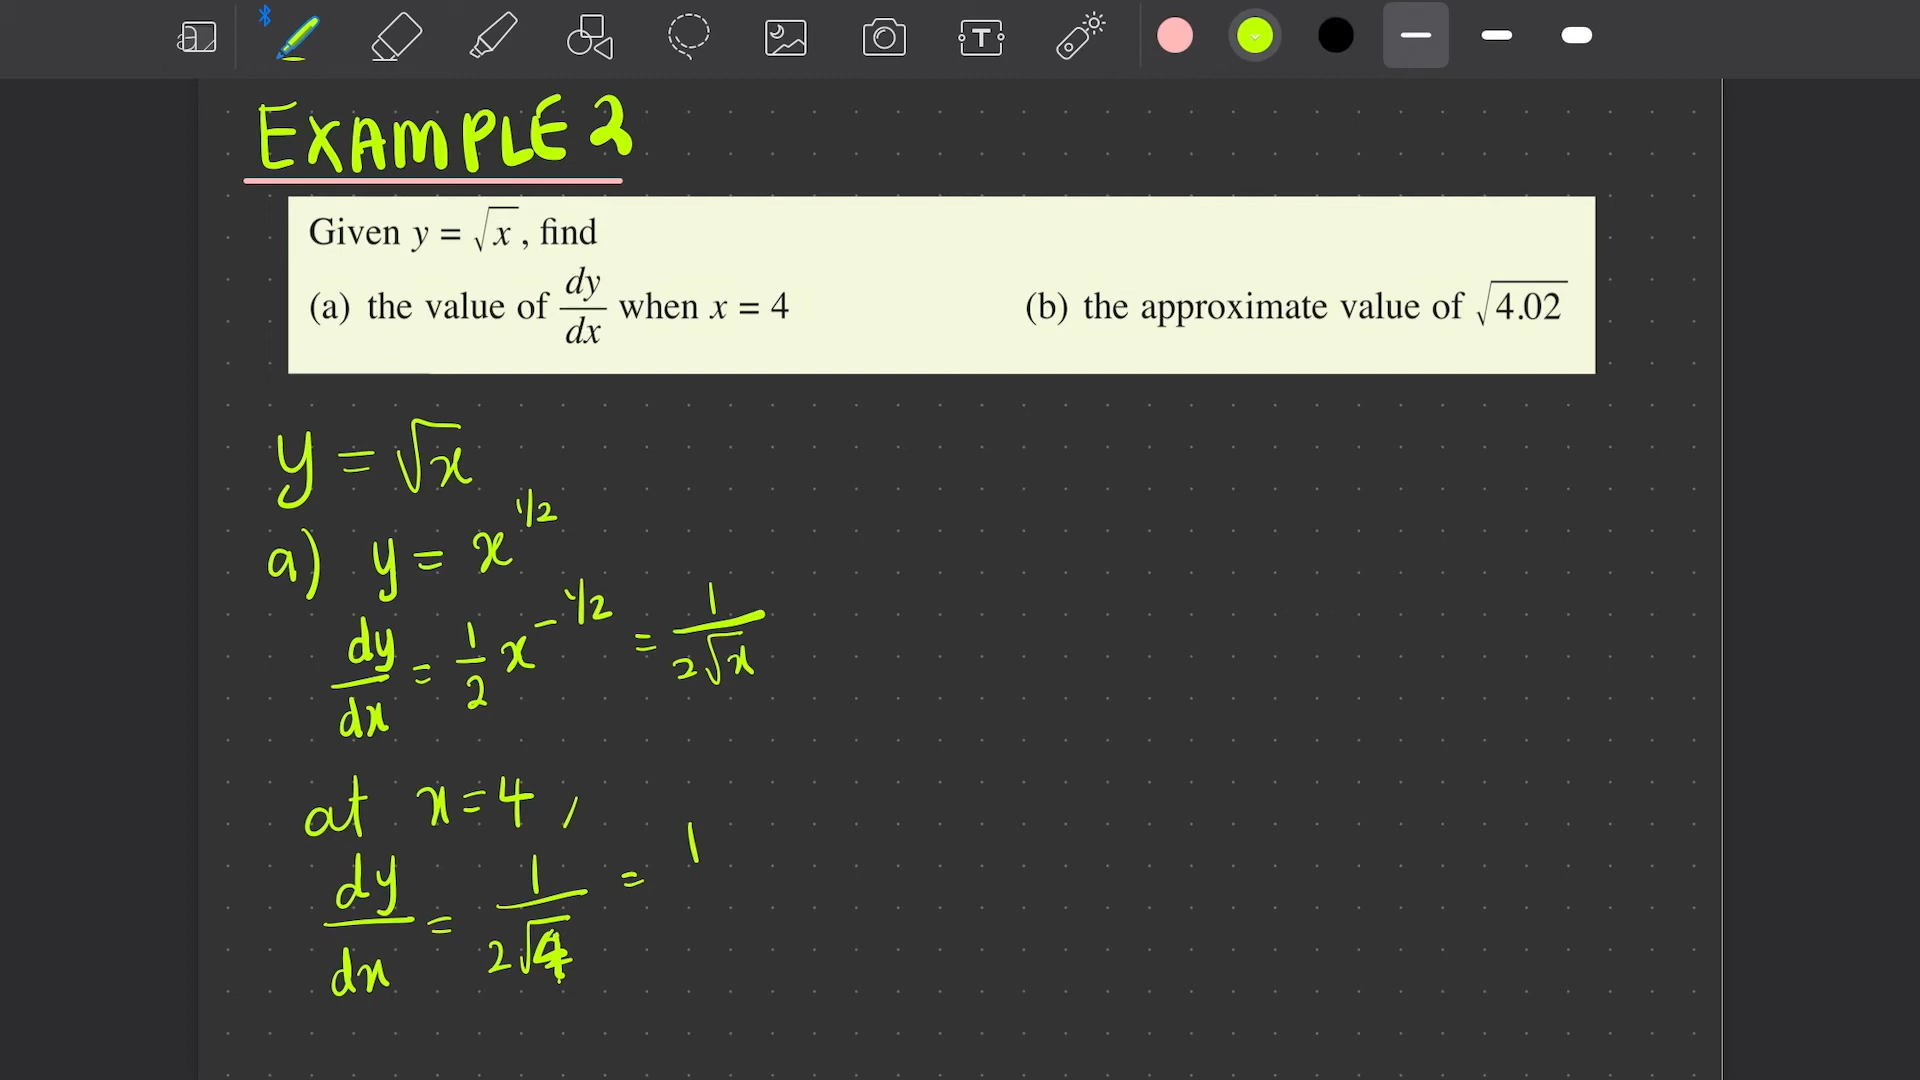 EXAMPLE 2
Given y = √x , find
(a) the value of dy/dx when x = 4 (b) the approximate value of √4.02
y = √x
a) y = x^1/2
dy/dx = 1/2 x^-1/2 = 1/2√x
at x = 4 ,
dy/dx = 1/2√4 = 1